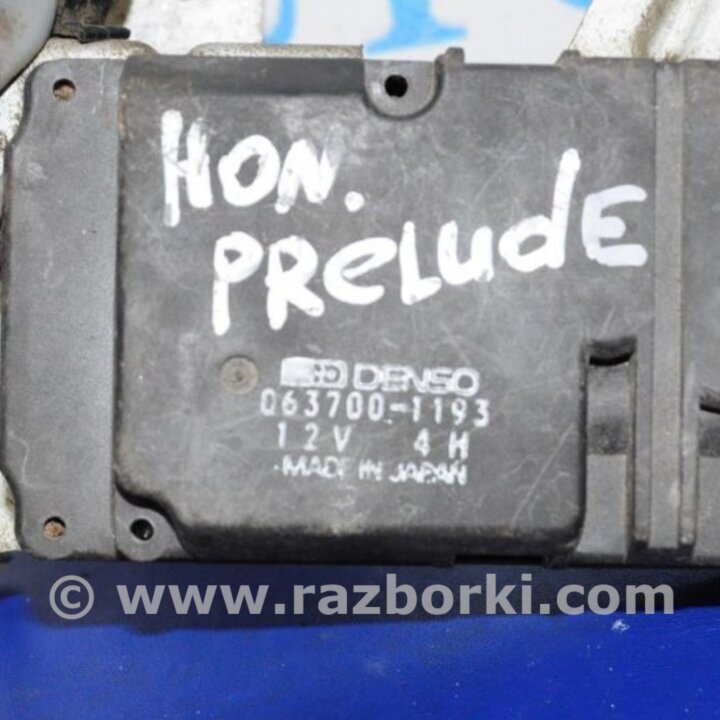 HON.
PRELUDE
DENSO
063700-1193
12V 4H
MADE IN JAPAN
© www.razborki.com